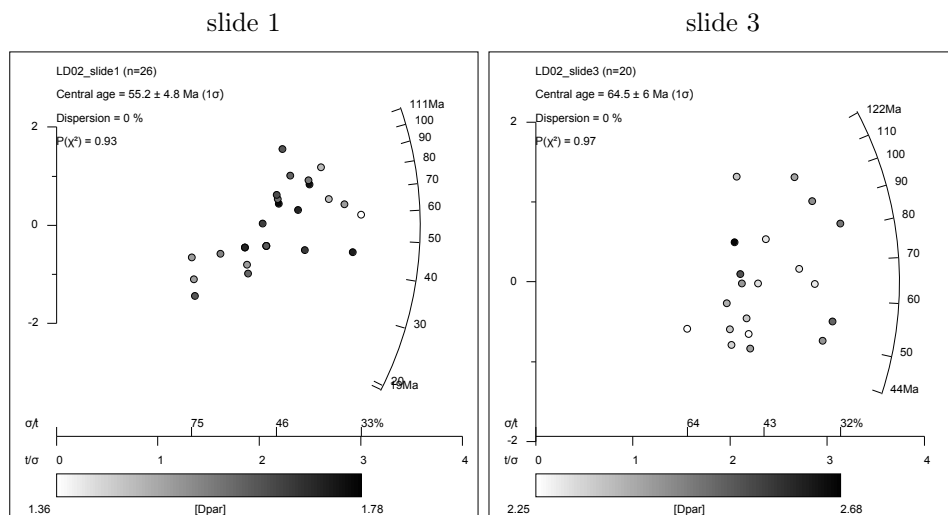 slide 1
LD02_slide1 (n=26)
Central age = 55.2 ± 4.8 Ma (1σ)
Dispersion = 0 %
P(χ²) = 0.93
2
0
-2
111Ma
100
90
80
70
60
50
40
30
20
19Ma
σ/t
75
46
33%
t/σ
0
1
2
3
4
1.36
[Dpar]
1.78
slide 3
LD02_slide3 (n=20)
Central age = 64.5 ± 6 Ma (1σ)
Dispersion = 0 %
P(χ²) = 0.97
2
0
-2
122Ma
110
100
90
80
70
60
50
44Ma
σ/t
64
43
32%
t/σ
0
1
2
3
4
2.25
[Dpar]
2.68